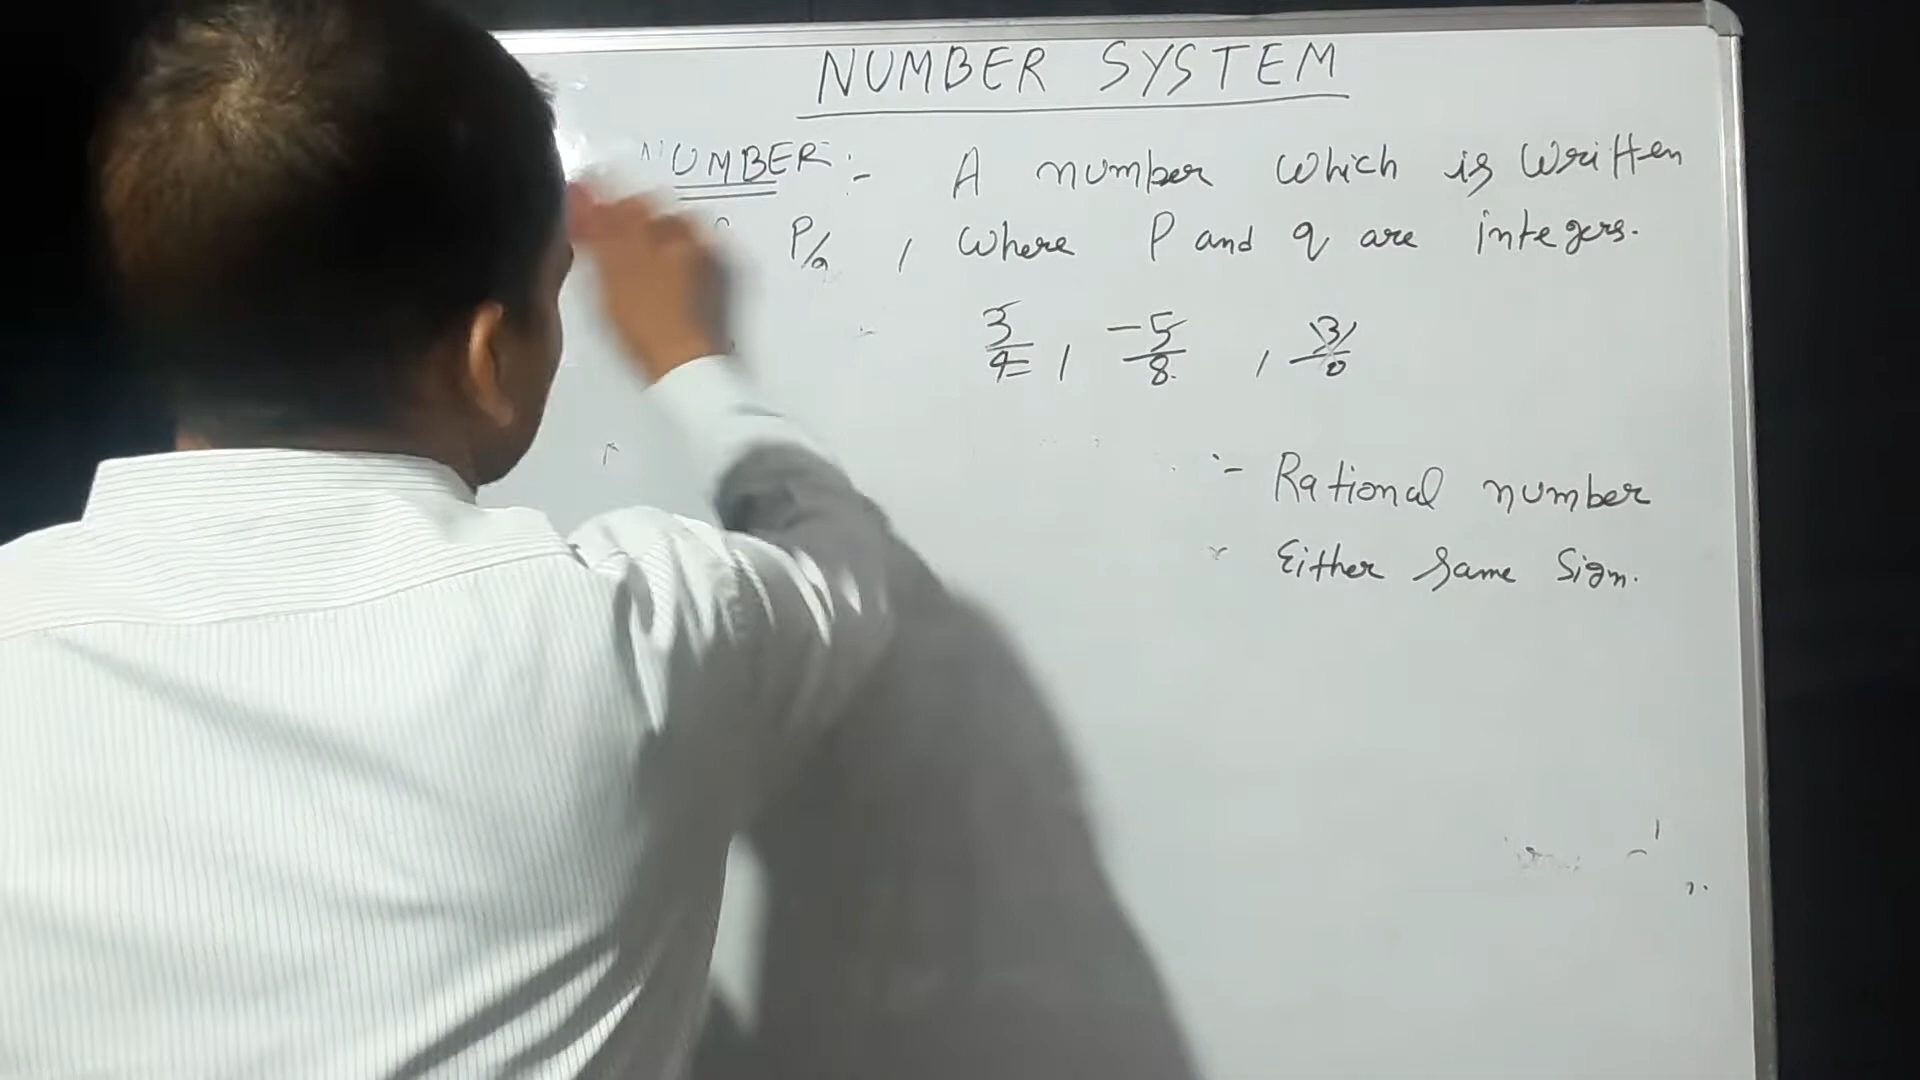 NUMBER SYSTEM
NUMBER :- A number which is written
P/q , where P and q are integers.
3/4 , -5/8 , 3/0
:- Rational number
Either same sign.